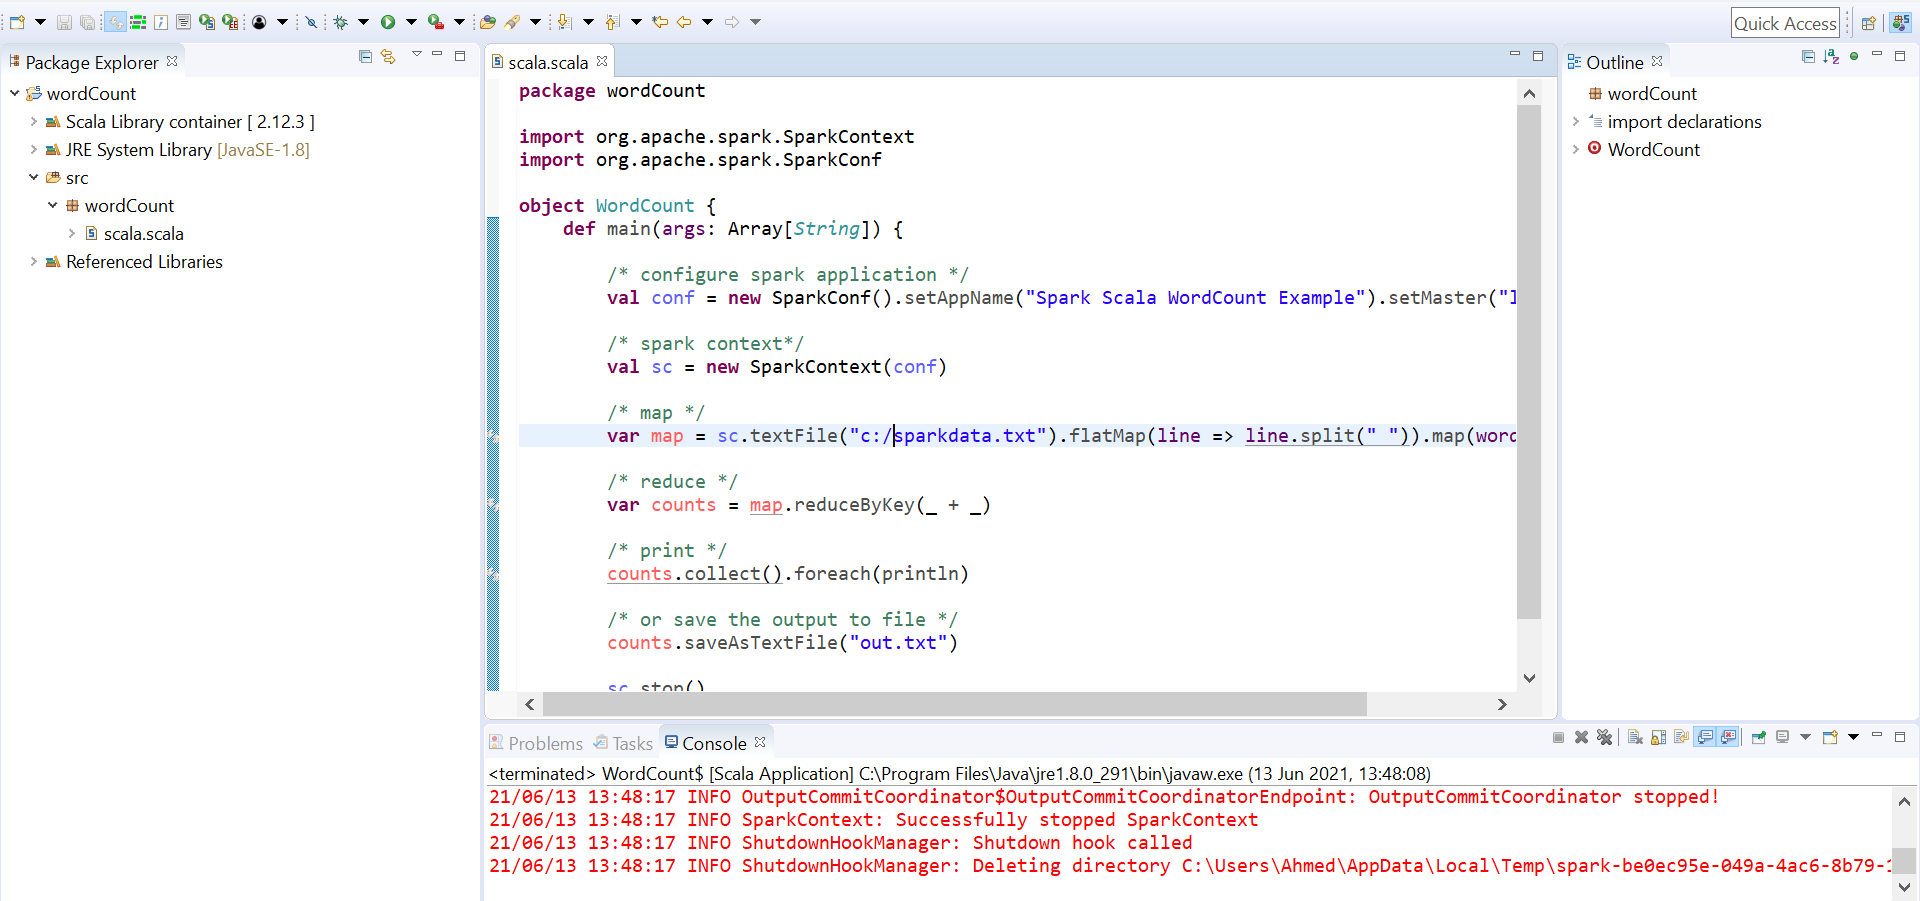 Quick Access
Package Explorer
wordCount
Scala Library container [ 2.12.3 ]
JRE System Library [JavaSE-1.8]
src
wordCount
scala.scala
Referenced Libraries
scala.scala
package wordCount
import org.apache.spark.SparkContext
import org.apache.spark.SparkConf
object WordCount {
def main(args: Array[String]) {
/* configure spark application */
val conf = new SparkConf().setAppName("Spark Scala WordCount Example").setMaster("l
/* spark context*/
val sc = new SparkContext(conf)
/* map */
var map = sc.textFile("c:/sparkdata.txt").flatMap(line => line.split(" ")).map(word
/* reduce */
var counts = map.reduceByKey(_ + _)
/* print */
counts.collect().foreach(println)
/* or save the output to file */
counts.saveAsTextFile("out.txt")
sc.stop()
Outline
wordCount
import declarations
WordCount
Problems
Tasks
Console
<terminated> WordCount$ [Scala Application] C:\Program Files\Java\jre1.8.0_291\bin\javaw.exe (13 Jun 2021, 13:48:08)
21/06/13 13:48:17 INFO OutputCommitCoordinator$OutputCommitCoordinatorEndpoint: OutputCommitCoordinator stopped!
21/06/13 13:48:17 INFO SparkContext: Successfully stopped SparkContext
21/06/13 13:48:17 INFO ShutdownHookManager: Shutdown hook called
21/06/13 13:48:17 INFO ShutdownHookManager: Deleting directory C:\Users\Ahmed\AppData\Local\Temp\spark-be0ec95e-049a-4ac6-8b79-1